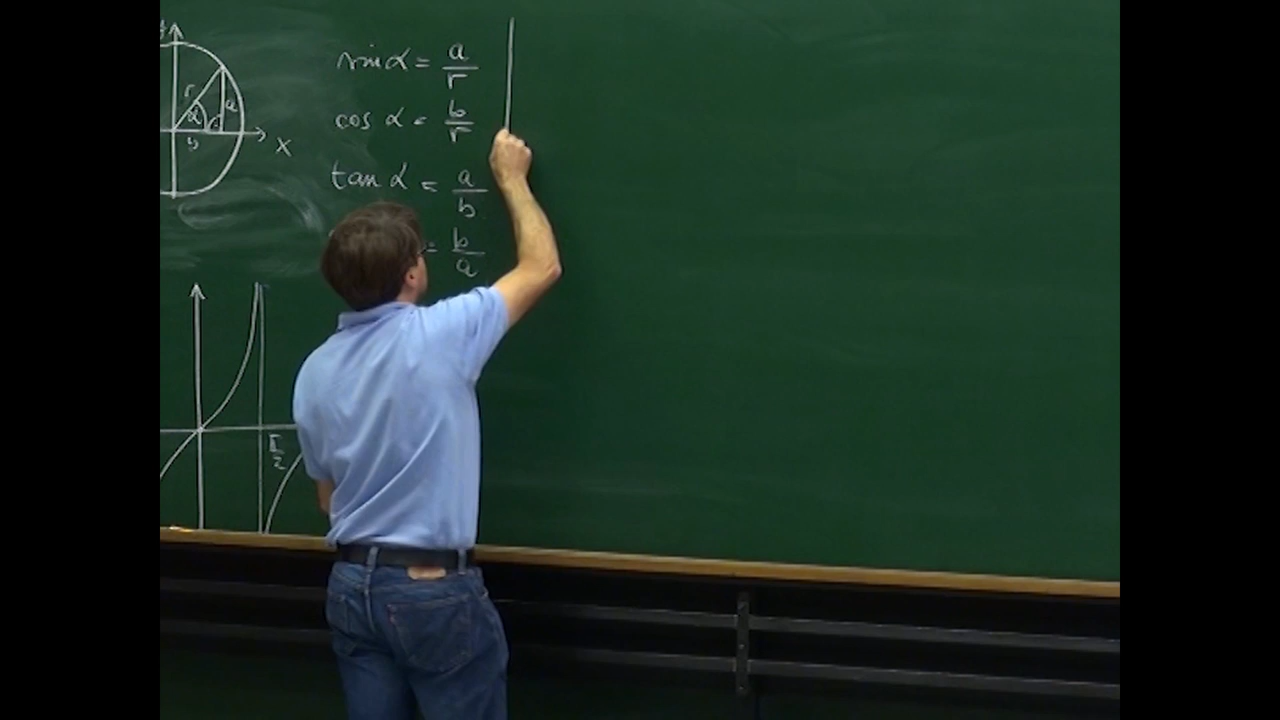 y
r
a
α
b
x
sin α = a/r
cos α = b/r
tan α = a/b
= b/a
π/2